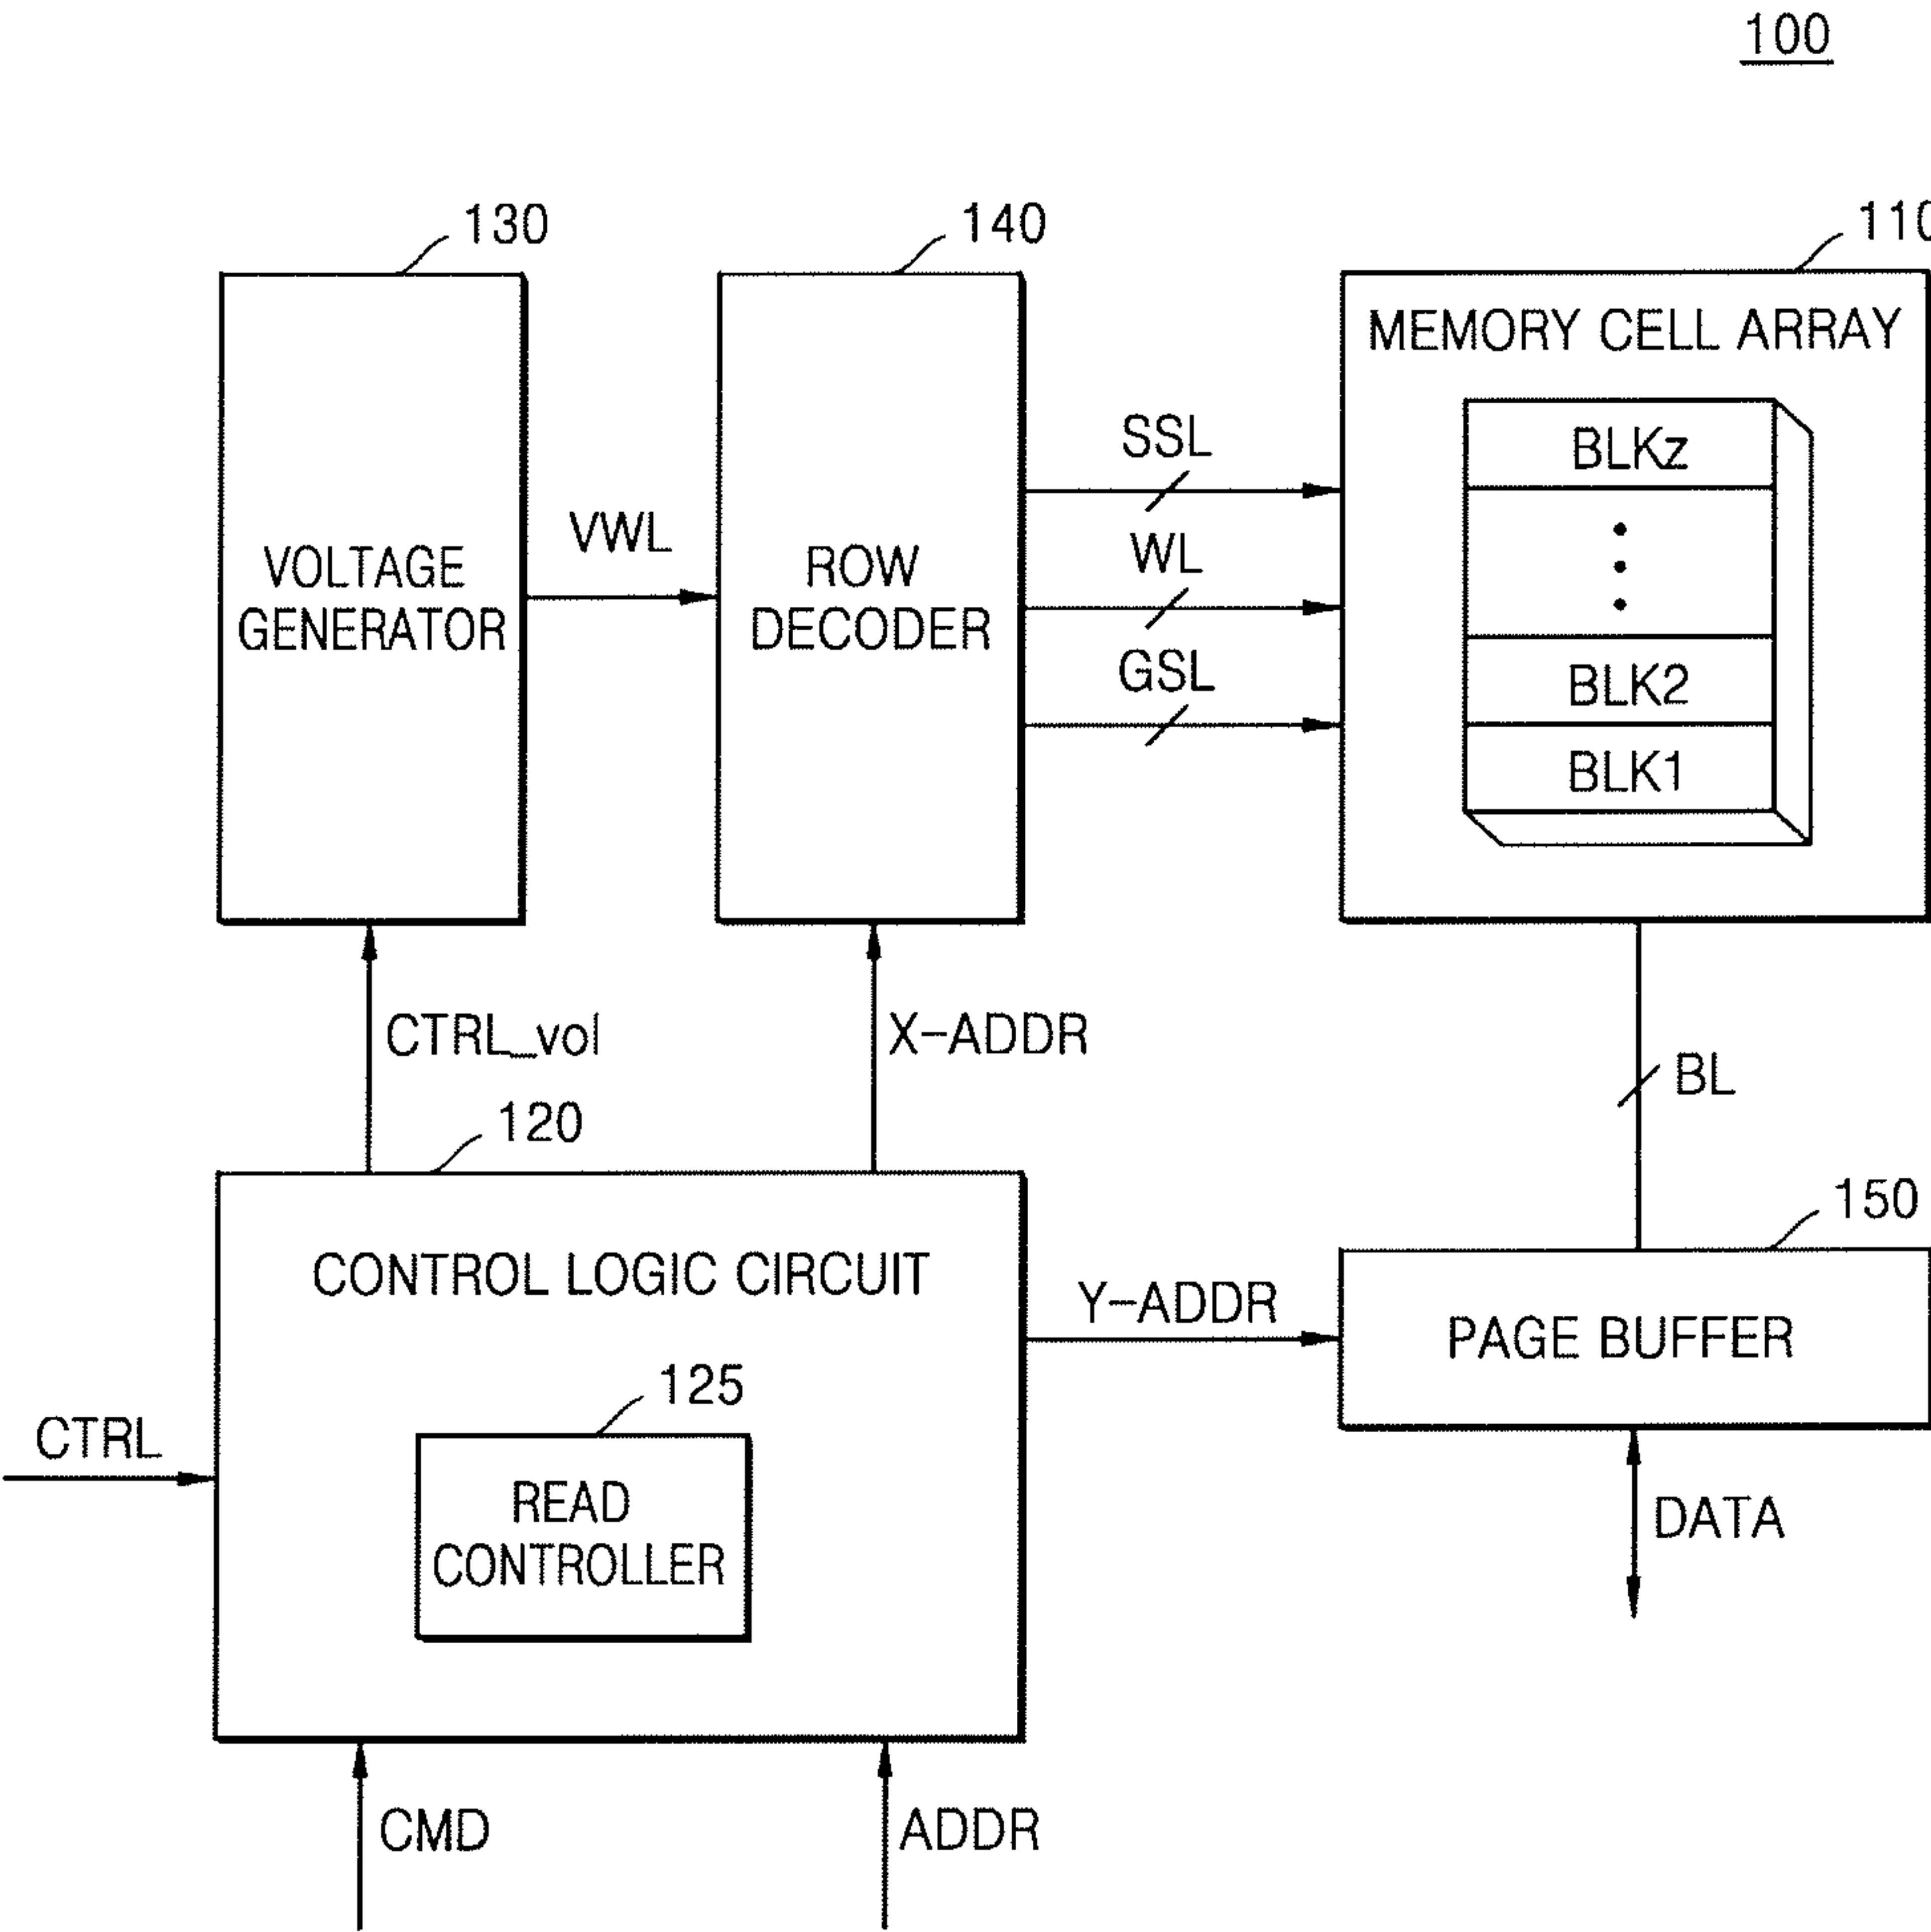 100
130
140
110
MEMORY CELL ARRAY
VOLTAGE
GENERATOR
VWL
ROW
DECODER
SSL
WL
GSL
BLKz
BLK2
BLK1
CTRL_vol
X-ADDR
BL
120
150
CONTROL LOGIC CIRCUIT
Y-ADDR
PAGE BUFFER
125
READ
CONTROLLER
CTRL
DATA
CMD
ADDR